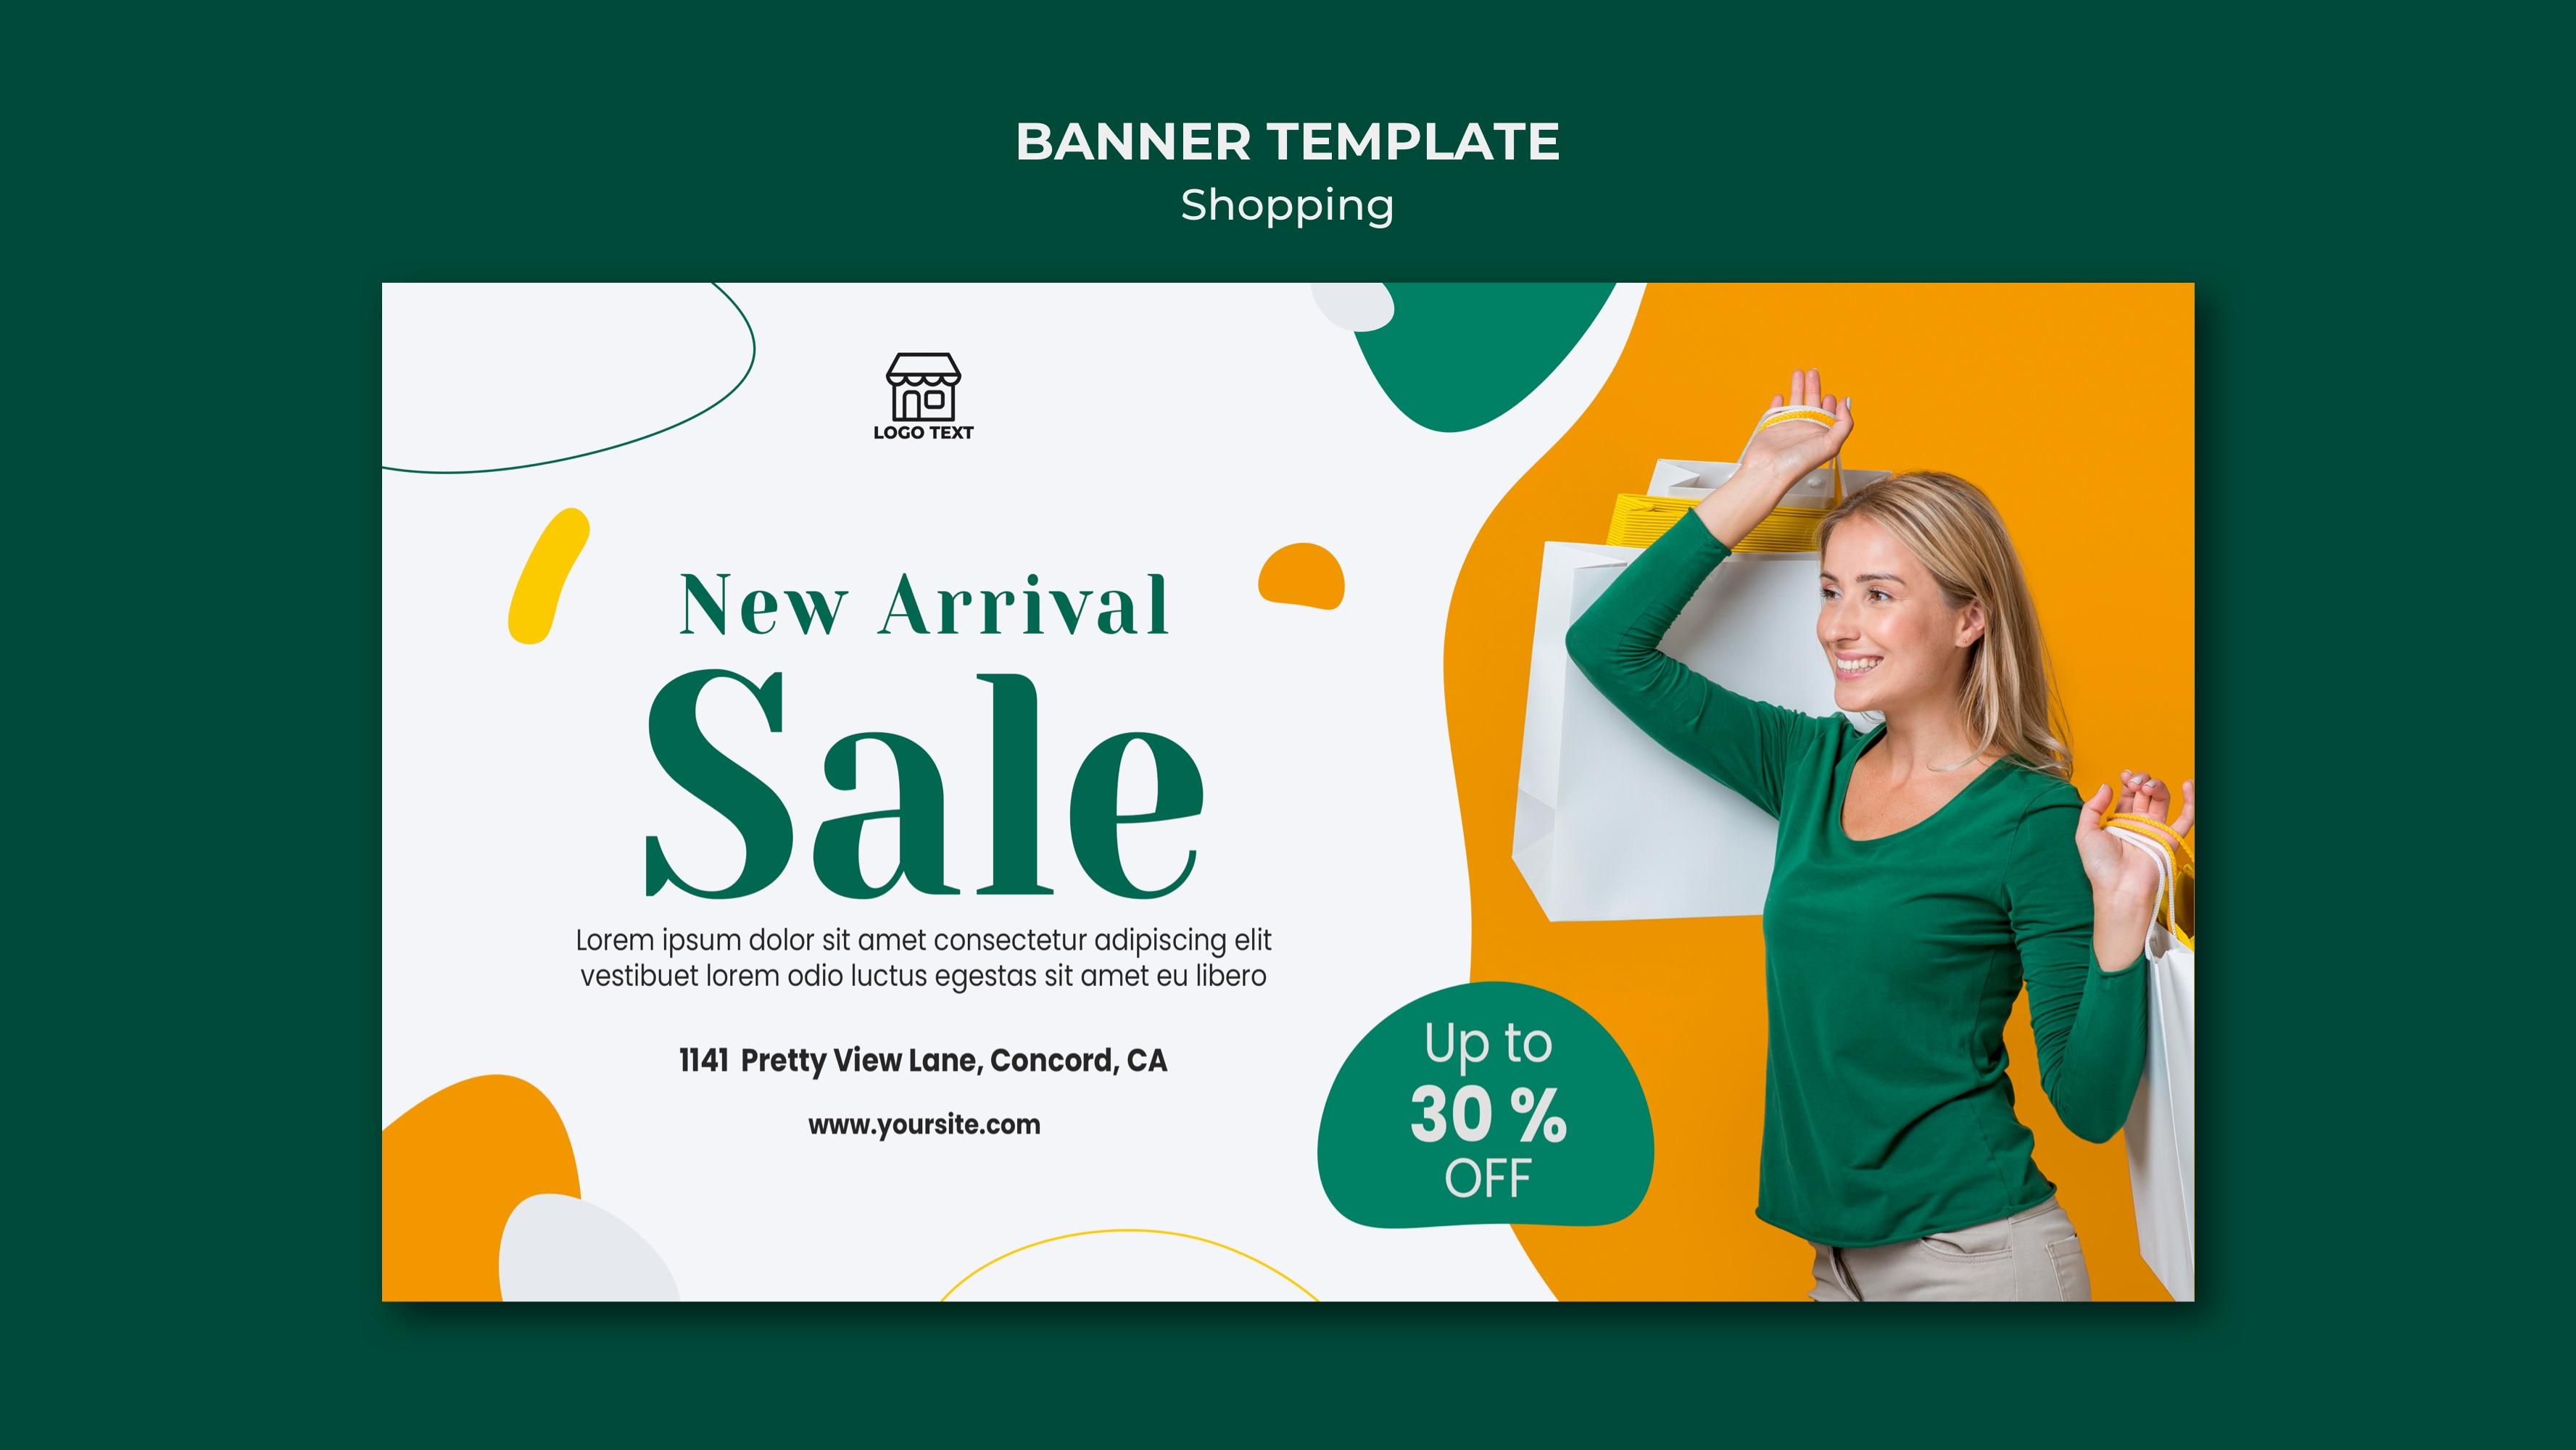 BANNER TEMPLATE
Shopping
LOGO TEXT
New Arrival
Sale
Lorem ipsum dolor sit amet consectetur adipiscing elit
vestibuet lorem odio luctus egestas sit amet eu libero
1141 Pretty View Lane, Concord, CA
www.yoursite.com
Up to
30 %
OFF